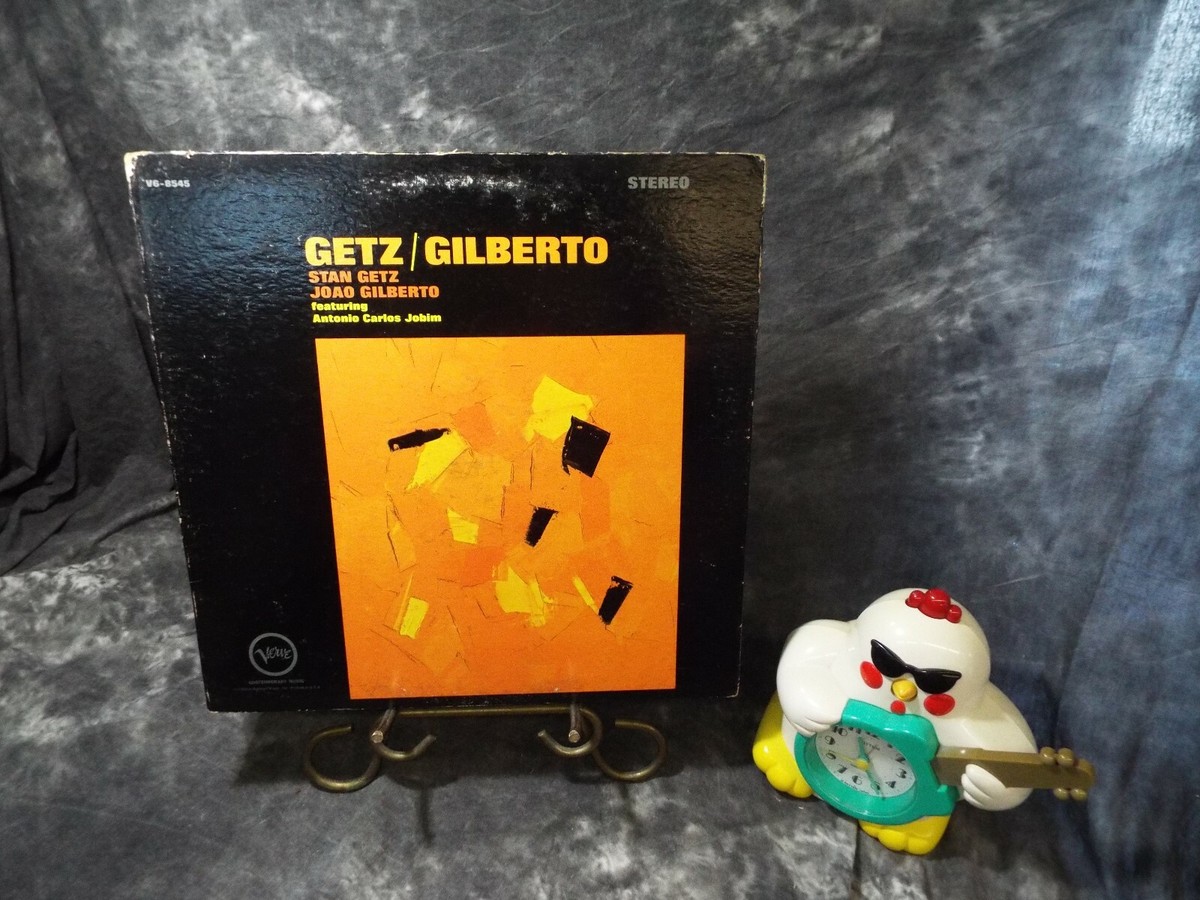 V6-8545
STEREO
GETZ/GILBERTO
STAN GETZ
JOAO GILBERTO
featuring
Antonio Carlos Jobim
Verve